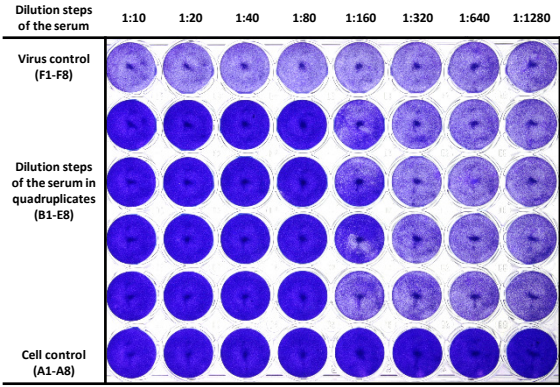 Dilution steps
of the serum
1:10 1:20 1:40 1:80 1:160 1:320 1:640 1:1280
Virus control
(F1-F8)
Dilution steps
of the serum in
quadruplicates
(B1-E8)
Cell control
(A1-A8)